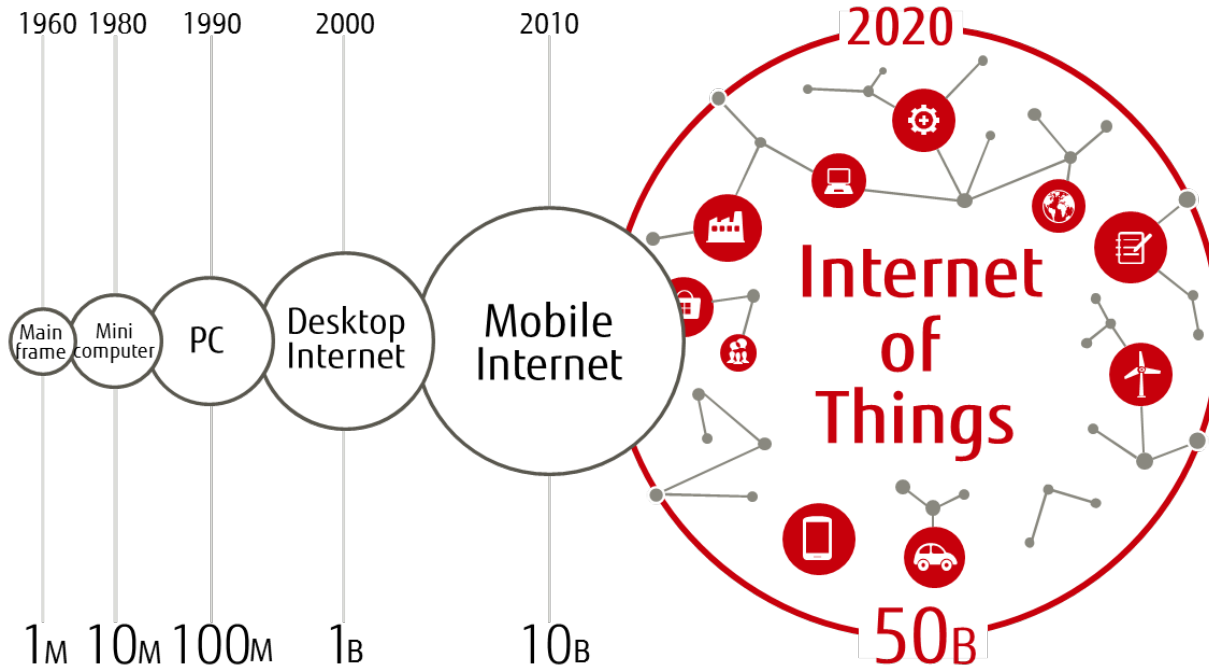 1960
1980
1990
2000
2010
2020
Main
frame
Mini
computer
PC
Desktop
Internet
Mobile
Internet
Internet
of
Things
1M
10M
100M
1B
10B
50B